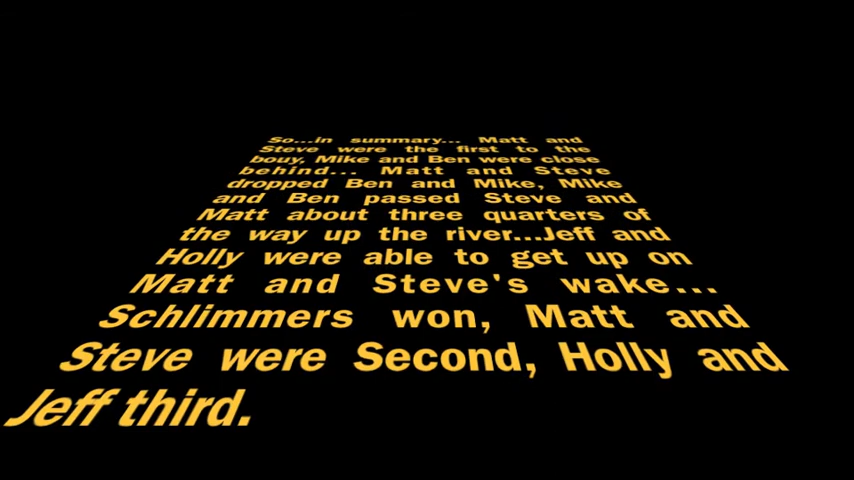 So...in summary... Matt and
Steve were the first to the
bouy, Mike and Ben were close
behind... Matt and Steve
dropped Ben and Mike, Mike
and Ben passed Steve and
Matt about three quarters of
the way up the river...Jeff and
Holly were able to get up on
Matt and Steve's wake...
Schlimmers won, Matt and
Steve were Second, Holly and
Jeff third.